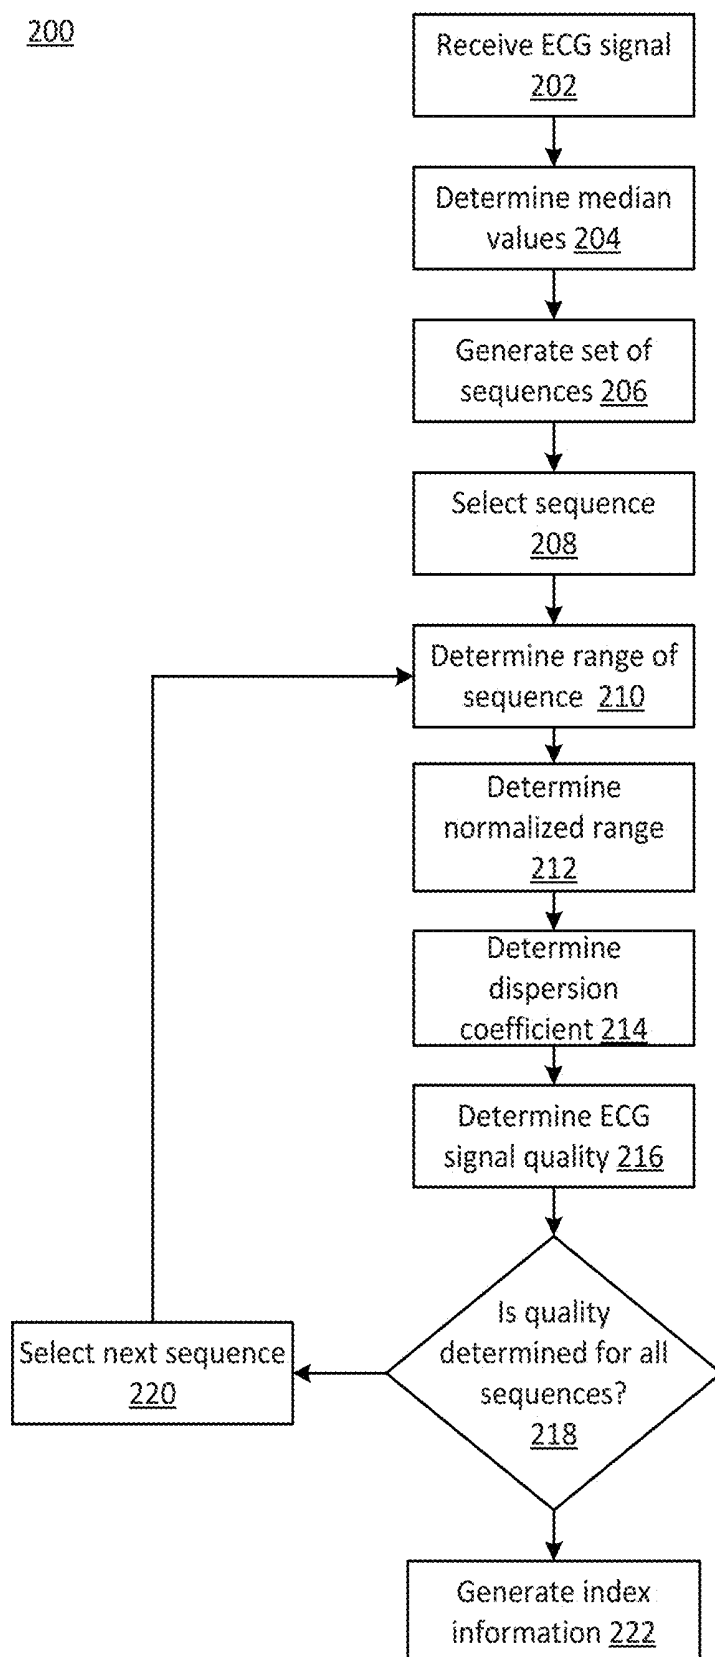 200
Receive ECG signal
202
Determine median
values 204
Generate set of
sequences 206
Select sequence
208
Determine range of
sequence 210
Determine
normalized range
212
Determine
dispersion
coefficient 214
Determine ECG
signal quality 216
Is quality
determined for all
sequences?
218
Select next sequence
220
Generate index
information 222